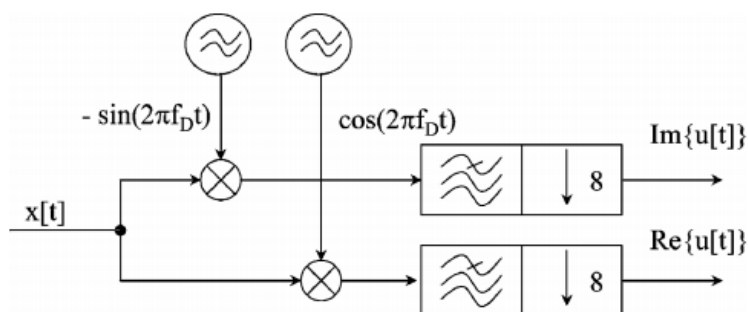 - sin(2πf_Dt)
cos(2πf_Dt)
Im{u[t]}
↓ 8
x[t]
Re{u[t]}
↓ 8